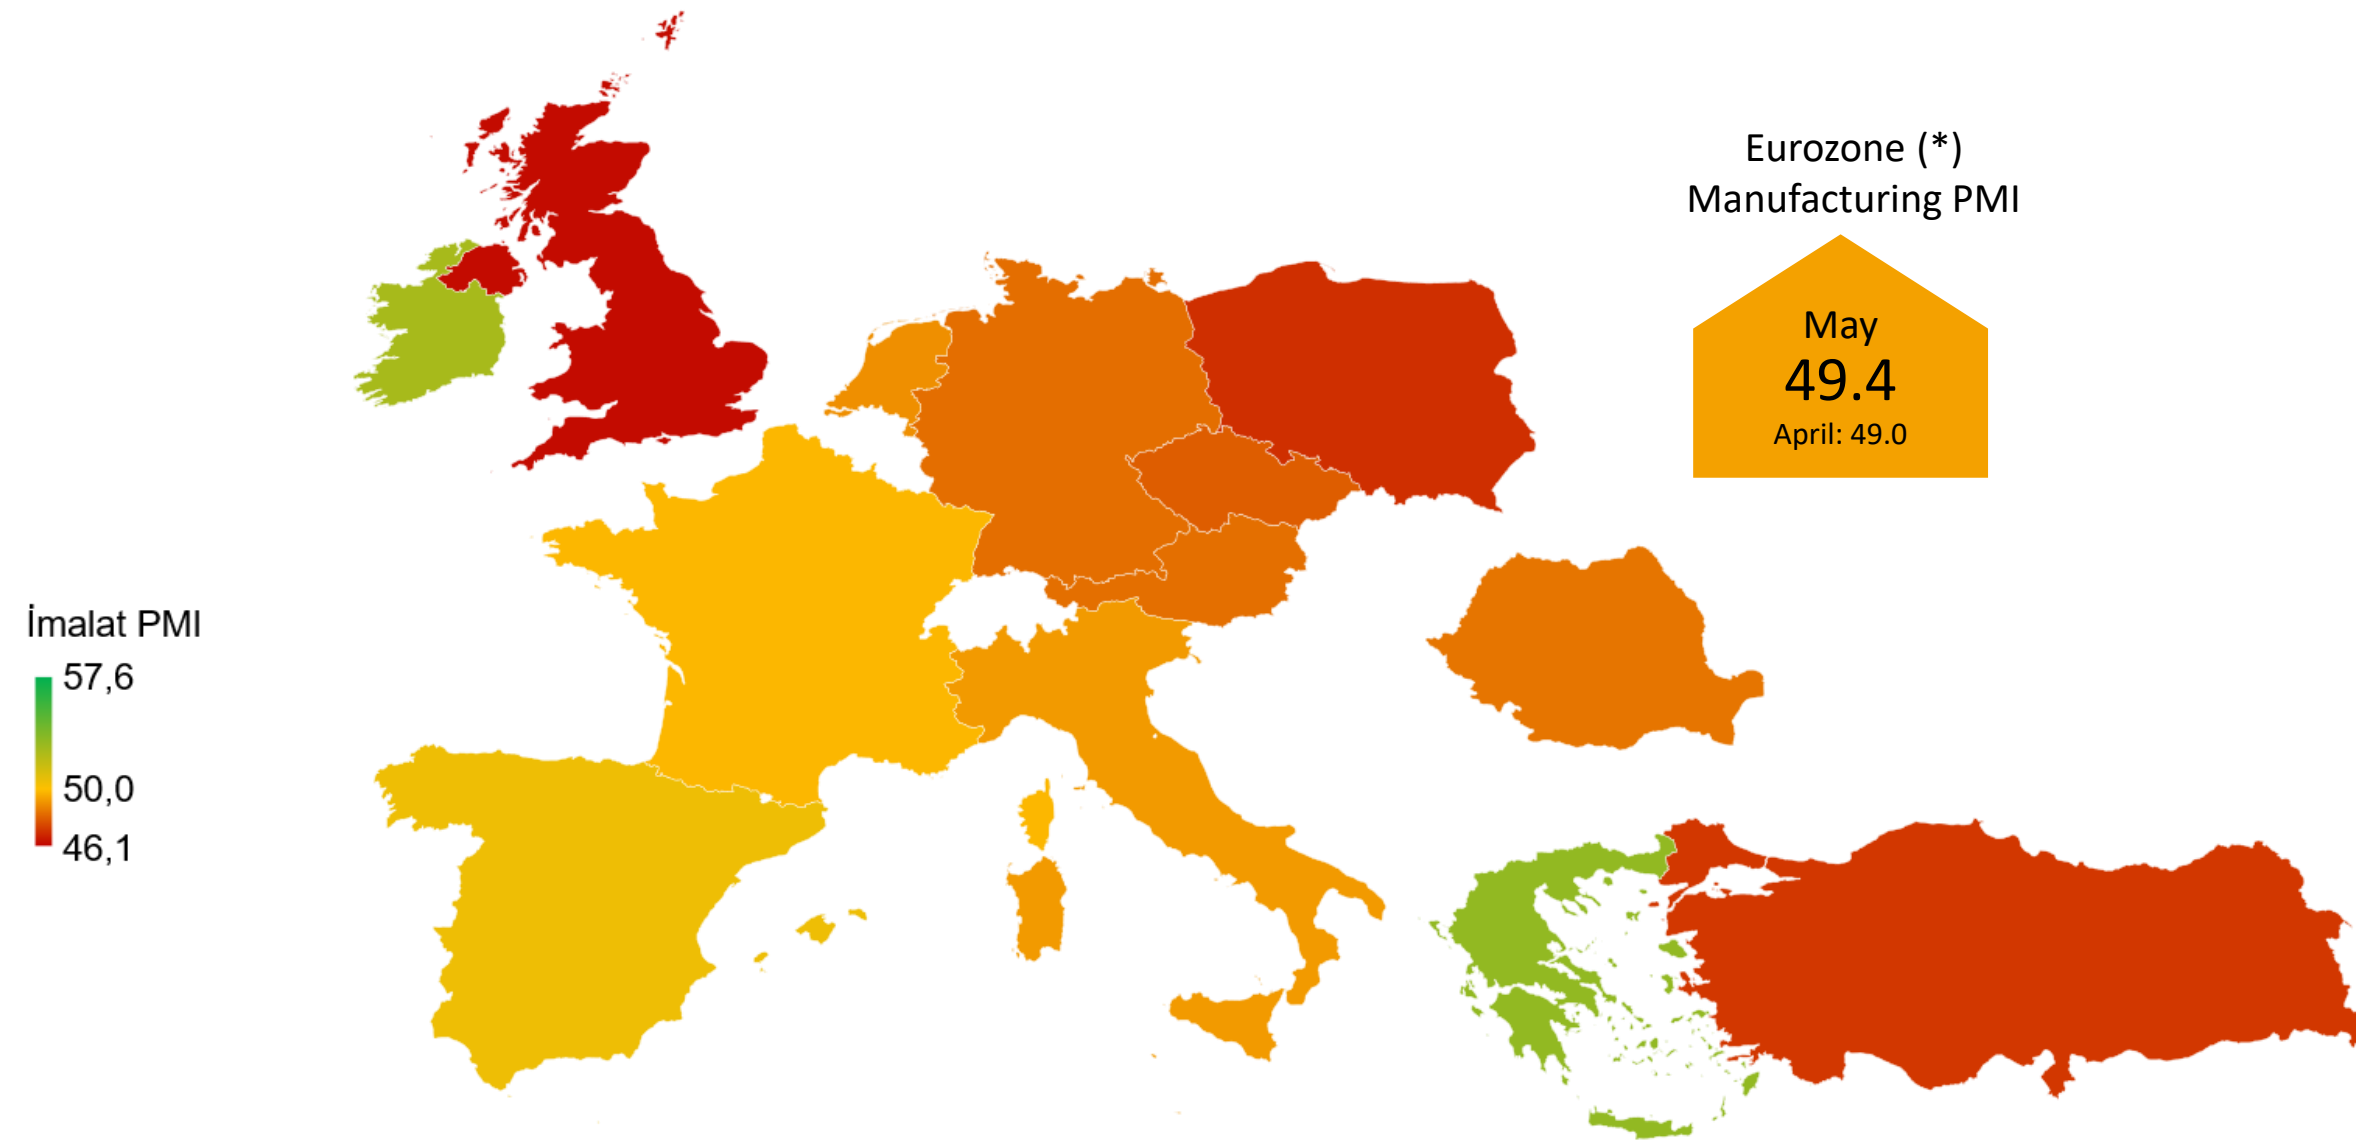 Eurozone (*)
Manufacturing PMI
May
49.4
April: 49.0
İmalat PMI
57,6
50,0
46,1